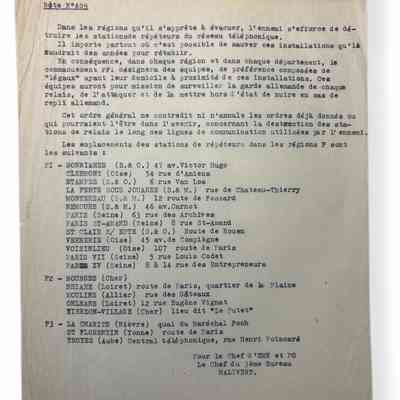 Note N°406
Dans les régions qu'il s'apprête à évacuer, l'ennemi s'efforce de dé-
truire les stations de répéteurs du réseau téléphonique.
Il importe partout où c'est possible de sauver ces installations qu'il
faudrait des années pour rétablir.
En conséquence, dans chaque région et dans chaque département, le
commandement FFI désignera des équipes, de préférence composées de
"légaux" ayant leur domicile à proximité de ces installations. Ces
équipes auront pour mission de surveiller la garde allemande de chaque
relais, de l'attaquer et de la mettre hors d'état de nuire en cas de
repli allemand.
Cet ordre général ne contredit ni n'annule les ordres déjà donnés ou
qui pourraient l'être dans l'avenir, concernant la destruction des sta-
tions de relais le long des lignes de communication utilisées par l'ennemi.
Les emplacements des stations de répéteurs dans les régions P sont
les suivants :
P1 - (S.&O.) 47 av.Victor Hugo
CLERMONT (Oise) 54 rue d'Amiens
ETAMPES (S.& O.) 6 rue Van Loo
LA FERTE SOUS JOUARRE (S.& M.) rue de Chateau-Thierry
MONTEREAU (S.& M.) 12 route de
NEMOURS (S.& M.) 46 av.Carnot
PARIS (Seine) 63 rue des Archives
PARIS ST-AMAND (Seine) 8 rue St-Amand
ST CLAIR s/ EPTE (S.& O.) Route de Rouen
VERBERIE (Oise) 45 av.de Compiègne
VOISINLIEU (Oise) 107 route de Paris
PARIS VII (Seine) 5 rue Louis Codet
PARIS IV (Seine) 8 à 14 rue des Entrepreneurs
P2 - BOURGES (Cher)
BRIARE (Loiret) route de Paris, quartier de la Plaine
MOULINS (Allier) rue des Gâteaux
ORLEANS (Loiret) 12 rue Eugène Vignat
VIERZON-VILLAGE (Cher) lieu dit "Le Putet"
P3 - LA CHARITE (Nièvre) quai du Maréchal Foch
ST FLORENTIN (Yonne) route de Paris
TROYES (Aube) Central téléphonique, rue Henri Poincaré
Pour le Chef d'EMN et PO
Le Chef du 3ème Bureau
MALIVERT.